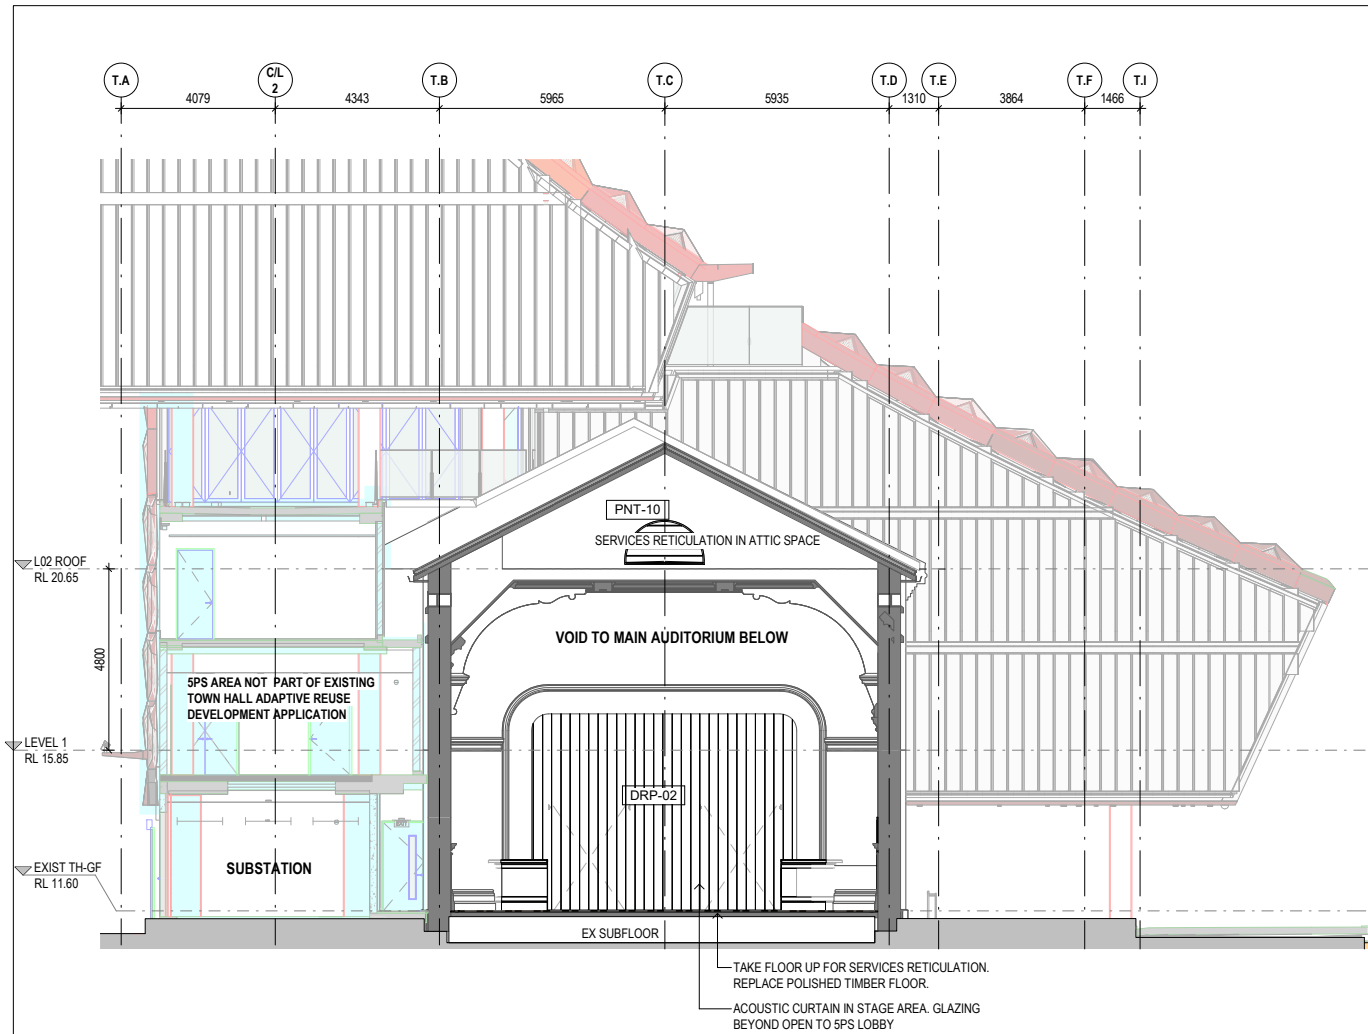 T.A
C/L
2
T.B
T.C
T.D
T.E
T.F
T.I
4079
4343
5965
5935
1310
3864
1466
PNT-10
SERVICES RETICULATION IN ATTIC SPACE
L02 ROOF
RL 20.65
VOID TO MAIN AUDITORIUM BELOW
4800
5PS AREA NOT PART OF EXISTING
TOWN HALL ADAPTIVE REUSE
DEVELOPMENT APPLICATION
LEVEL 1
RL 15.85
DRP-02
SUBSTATION
EXIST TH-GF
RL 11.60
EX SUBFLOOR
TAKE FLOOR UP FOR SERVICES RETICULATION.
REPLACE POLISHED TIMBER FLOOR.
ACOUSTIC CURTAIN IN STAGE AREA. GLAZING
BEYOND OPEN TO 5PS LOBBY